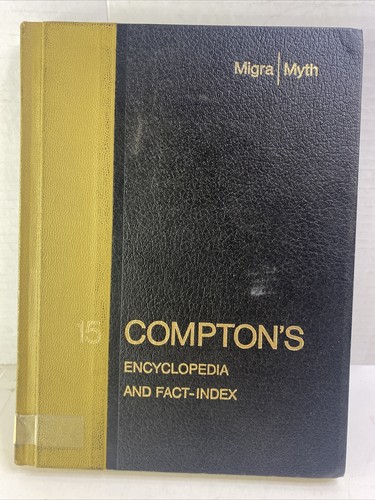 Migra | Myth
15 COMPTON'S
ENCYCLOPEDIA
AND FACT-INDEX